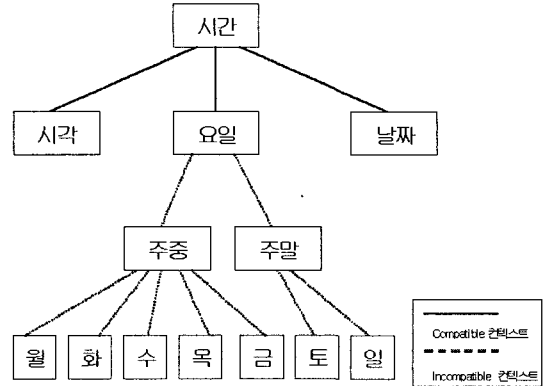 시간
시각 요일 날짜
주중 주말
월 화 수 목 금 토 일
Compatible 컨텍스트
Incompatible 컨텍스트